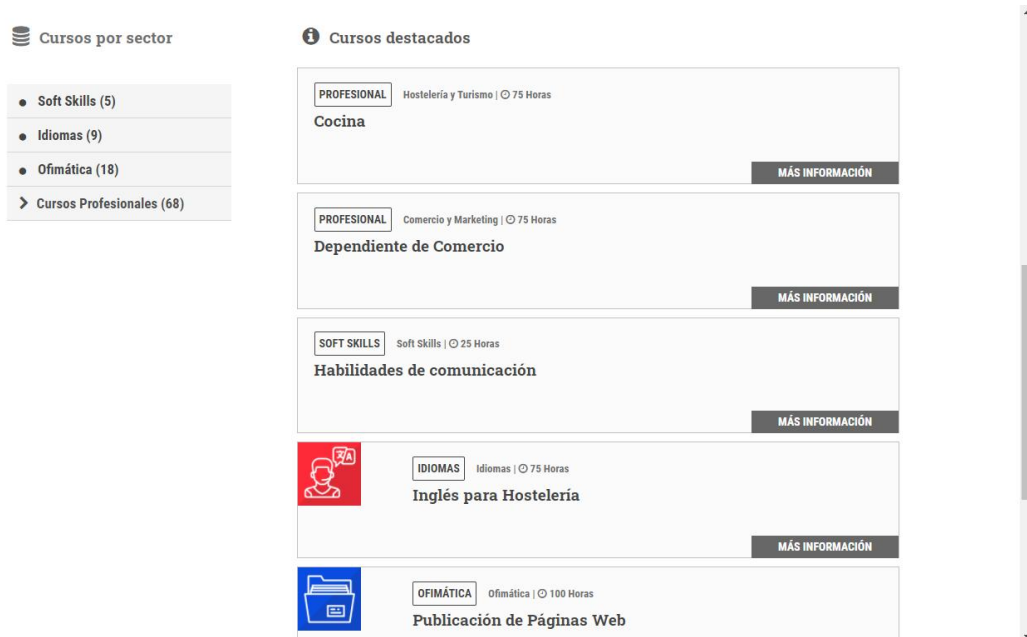 Cursos por sector
Soft Skills (5)
Idiomas (9)
Ofimática (18)
Cursos Profesionales (68)
Cursos destacados
PROFESIONAL Hostelería y Turismo | 75 Horas
Cocina
MÁS INFORMACIÓN
PROFESIONAL Comercio y Marketing | 75 Horas
Dependiente de Comercio
MÁS INFORMACIÓN
SOFT SKILLS Soft Skills | 25 Horas
Habilidades de comunicación
MÁS INFORMACIÓN
IDIOMAS Idiomas | 75 Horas
Inglés para Hostelería
MÁS INFORMACIÓN
OFIMÁTICA Ofimática | 100 Horas
Publicación de Páginas Web